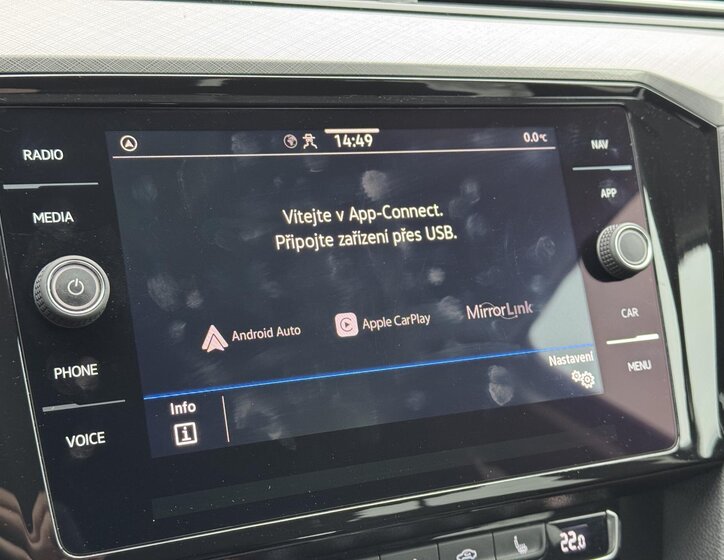 RADIO
MEDIA
PHONE
VOICE
14:49
0.0°C
Vítejte v App-Connect.
Připojte zařízení přes USB.
Android Auto
Apple CarPlay
MirrorLink
Nastavení
Info
i
NAV
APP
CAR
MENU
22.0